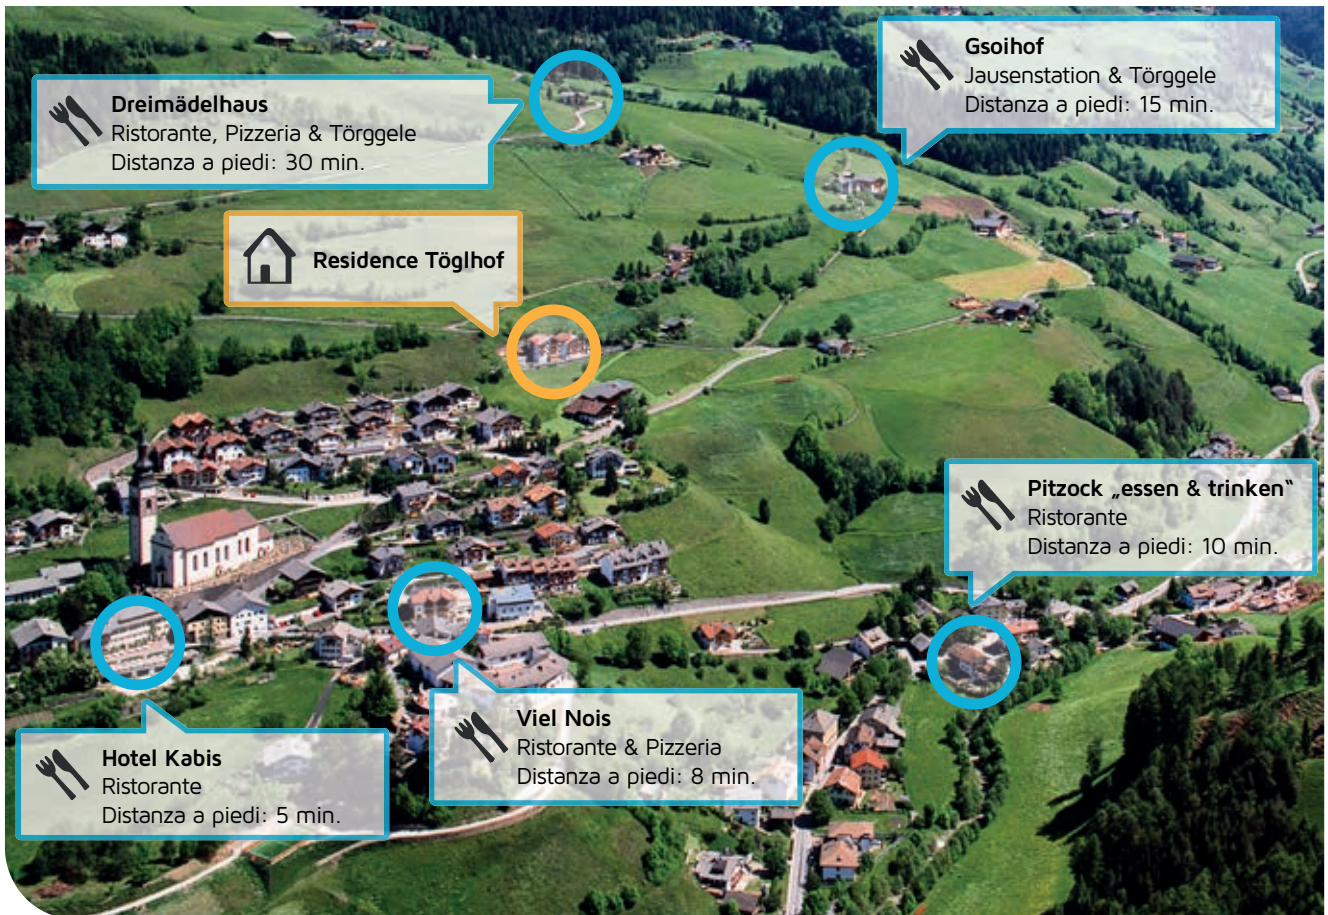 Gsoihof
Jausenstation & Törggele
Distanza a piedi: 15 min.
Dreimädelhaus
Ristorante, Pizzeria & Törggele
Distanza a piedi: 30 min.
Residence Töglhof
Pitzock „essen & trinken“
Ristorante
Distanza a piedi: 10 min.
Viel Nois
Ristorante & Pizzeria
Distanza a piedi: 8 min.
Hotel Kabis
Ristorante
Distanza a piedi: 5 min.